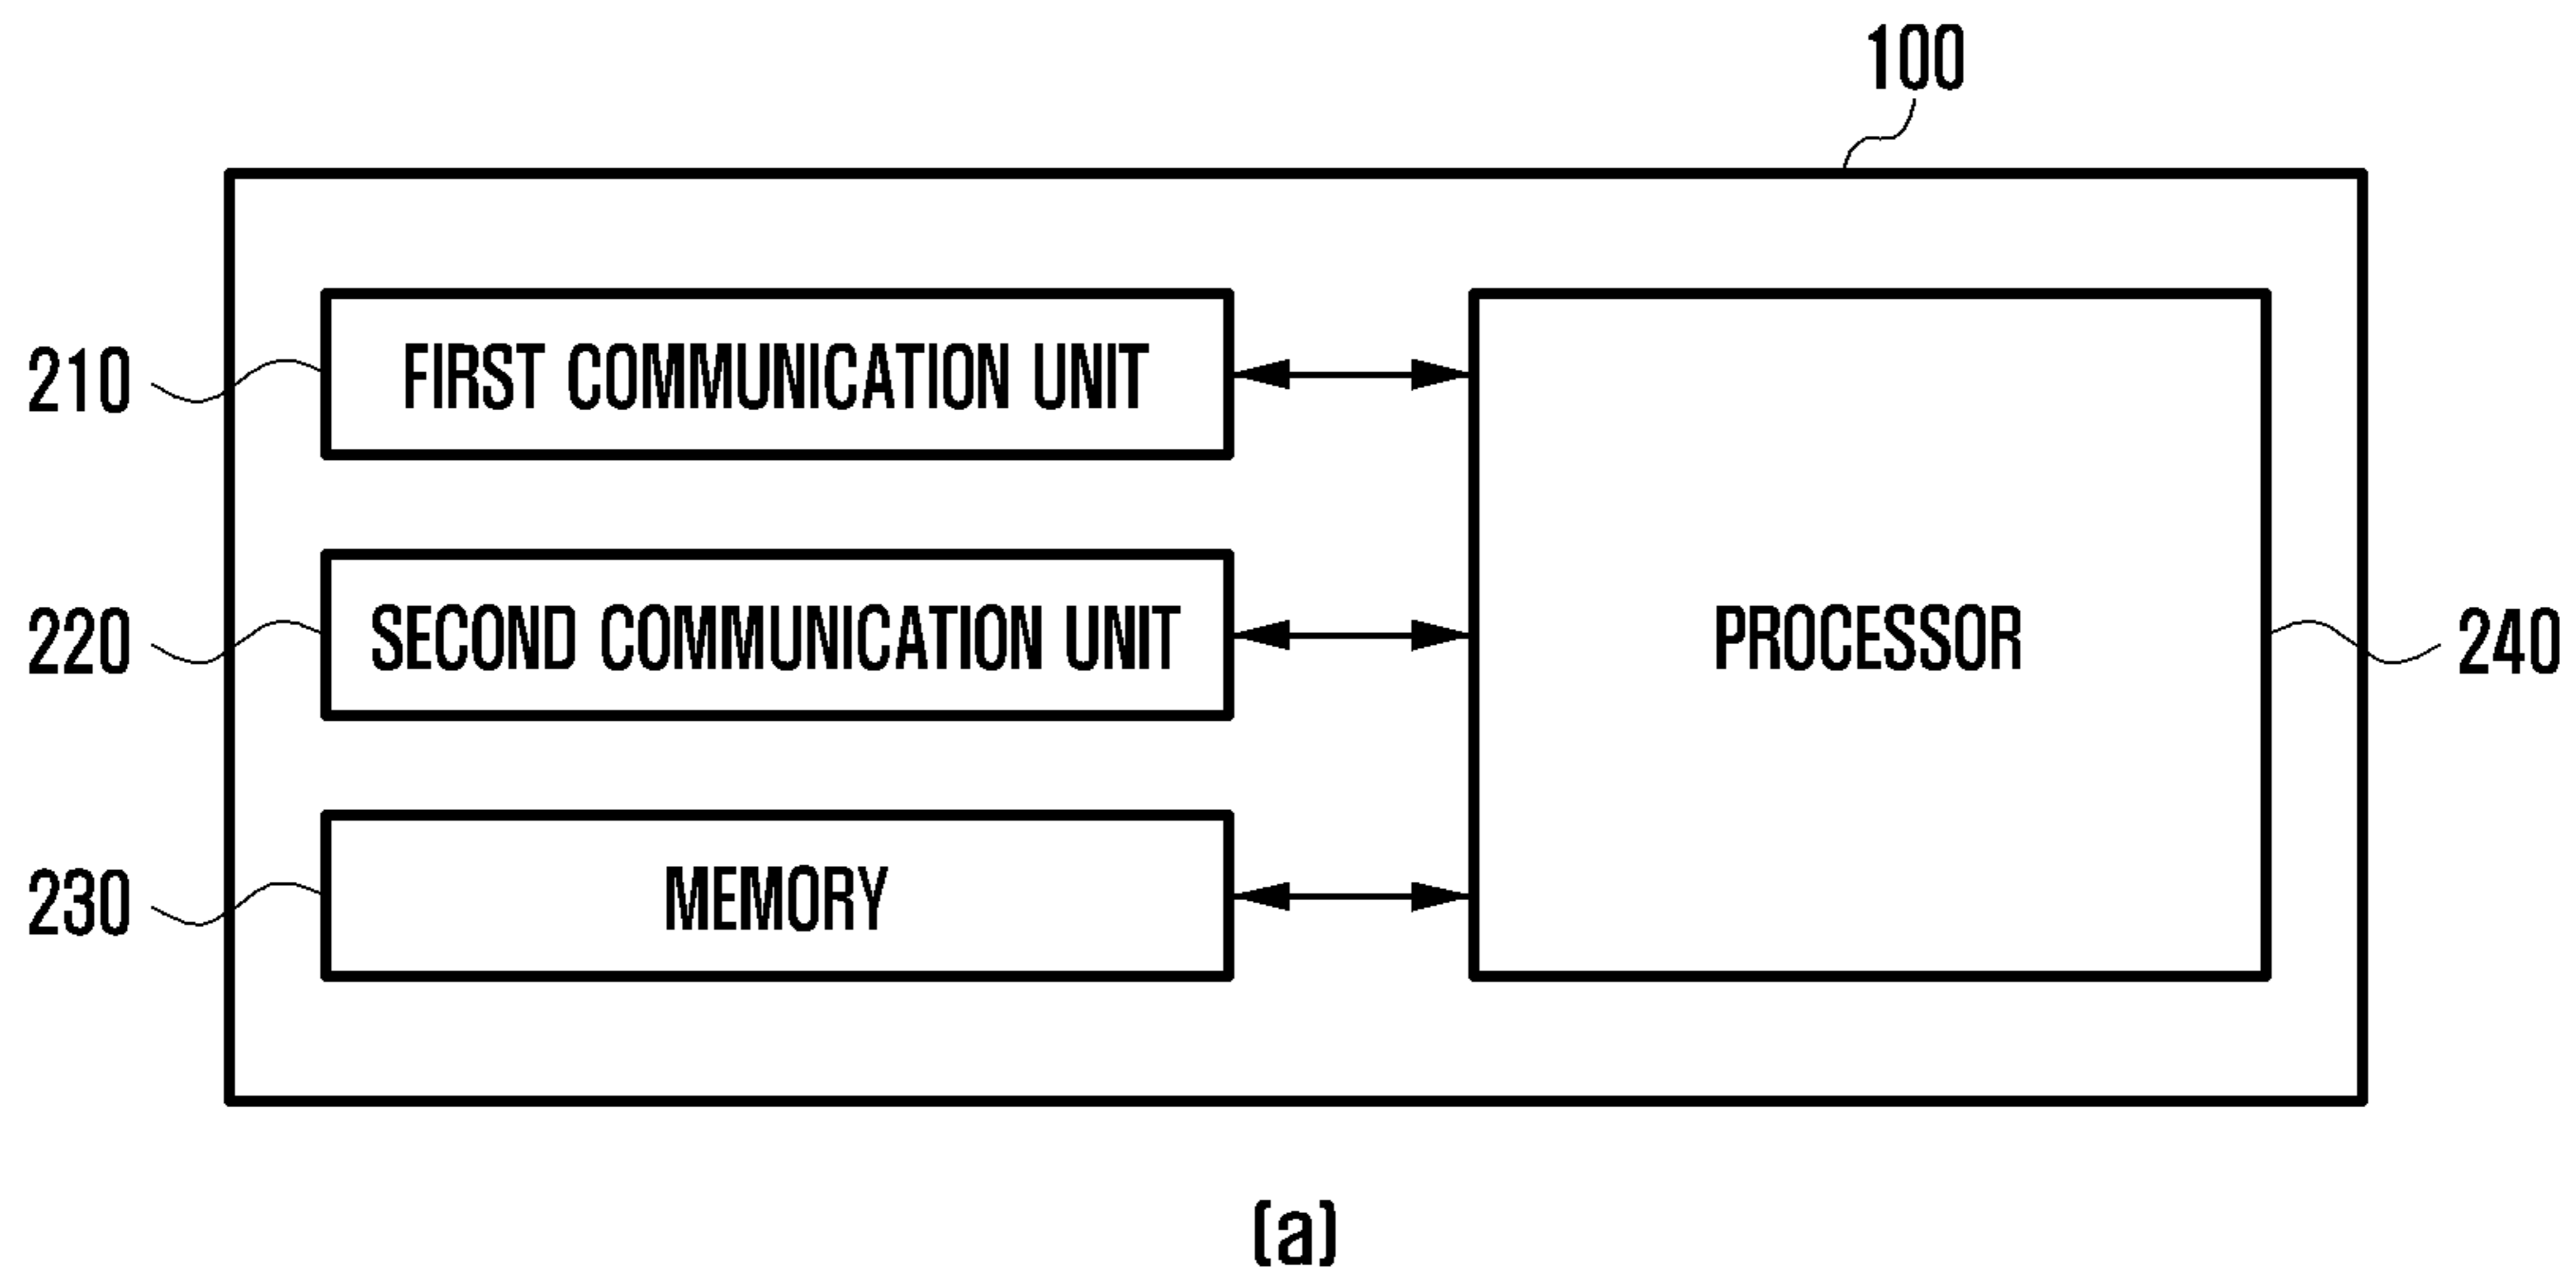 100
210
FIRST COMMUNICATION UNIT
220
SECOND COMMUNICATION UNIT
PROCESSOR
240
230
MEMORY
(a)